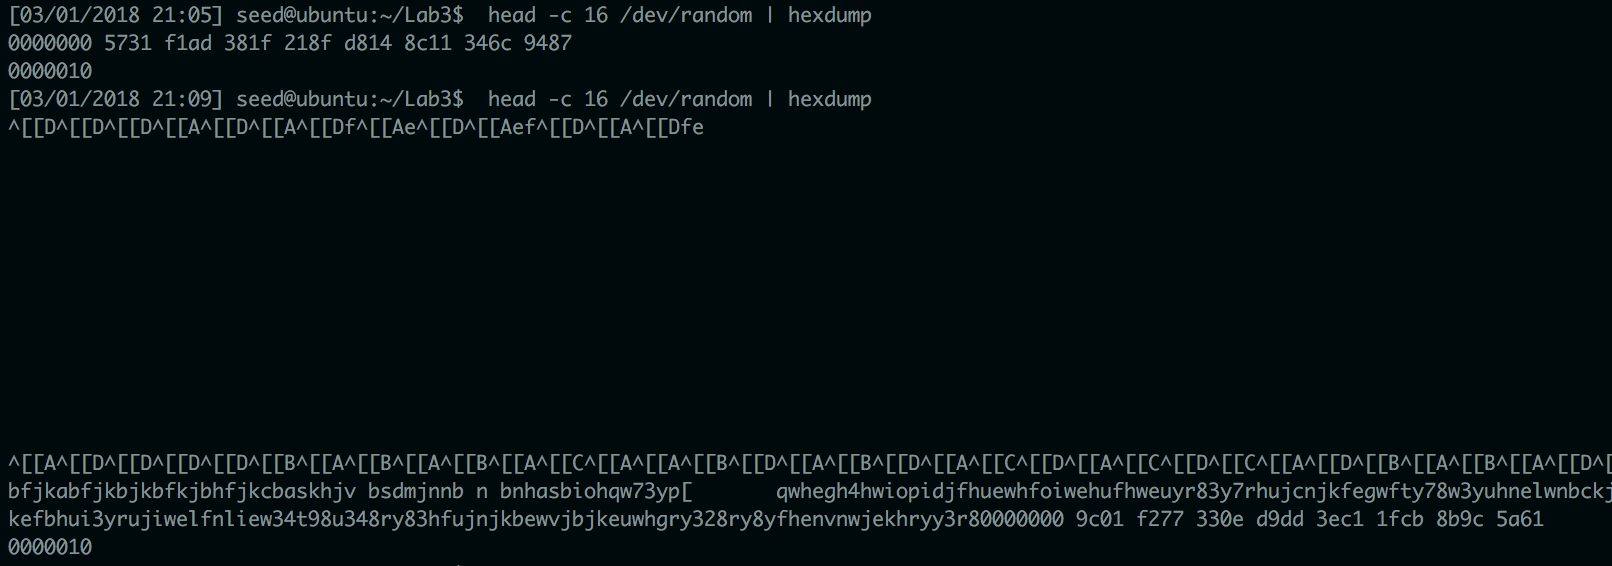 [03/01/2018 21:05] seed@ubuntu:~/Lab3$  head -c 16 /dev/random | hexdump
0000000 5731 f1ad 381f 218f d814 8c11 346c 9487
0000010
[03/01/2018 21:09] seed@ubuntu:~/Lab3$  head -c 16 /dev/random | hexdump
^[[D^[[D^[[D^[[A^[[D^[[A^[[Df^[[Ae^[[D^[[Aef^[[D^[[A^[[Dfe
^[[A^[[D^[[D^[[D^[[D^[[B^[[A^[[B^[[A^[[B^[[A^[[C^[[A^[[A^[[B^[[D^[[A^[[B^[[D^[[A^[[C^[[D^[[A^[[C^[[D^[[C^[[A^[[D^[[B^[[A^[[B^[[A^[[D^[
bfjkabfjkbjkbfkjbhfjkcbaskhjv bsdmjnnb n bnhasbiohqw73yp[       qwhegh4hwiopidjfhuewhfoiwehufhweuyr83y7rhujcnjkfegwfty78w3yuhnelwnbckj
kefbhui3yrujiwelfnliew34t98u348ry83hfujnjkbewvjbjkeuwhgry328ry8yfhenvnwjekhryy3r80000000 9c01 f277 330e d9dd 3ec1 1fcb 8b9c 5a61
0000010